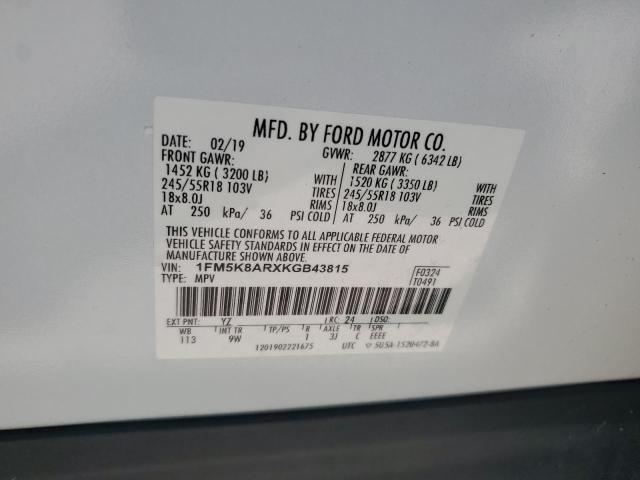 MFD. BY FORD MOTOR CO.
DATE: 02/19 GVWR: 2877 KG ( 6342 LB)
FRONT GAWR: REAR GAWR:
1452 KG ( 3200 LB) 1520 KG ( 3350 LB)
245/55R18 103V TIRES 245/55R18 103V TIRES
18x8.0J RIMS 18x8.0J RIMS
AT 250 kPa/ 36 PSI COLD AT 250 kPa/ 36 PSI COLD
THIS VEHICLE CONFORMS TO ALL APPLICABLE FEDERAL MOTOR
VEHICLE SAFETY STANDARDS IN EFFECT ON THE DATE OF
MANUFACTURE SHOWN ABOVE.
VIN: 1FM5K8ARXKGB43815 F0324
TYPE: MPV T0491
EXT PNT: YZ RC: 24 DSO:
WB INT TR TP/PS R AXLE TR SPR
113 9W 1 3J C EEEE
1201902221675 UTC